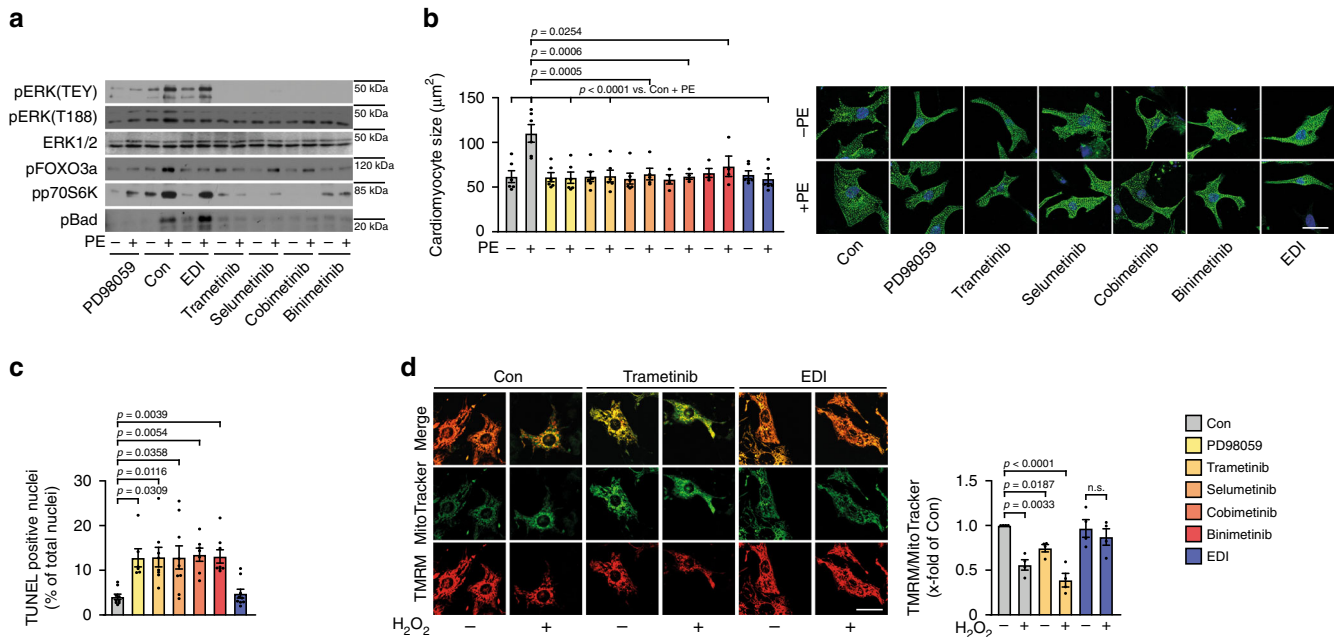 a
pERK(TEY)
50 kDa
pERK(T188)
50 kDa
ERK1/2
50 kDa
pFOXO3a
120 kDa
pp70S6K
85 kDa
pBad
20 kDa
PE – + – + – + – + – + – + – +
PD98059
Con
EDI
Trametinib
Selumetinib
Cobimetinib
Binimetinib
b
p = 0.0254
p = 0.0006
p = 0.0005
p < 0.0001 vs. Con + PE
Cardiomyocyte size (μm²)
150
100
50
0
PE – + – + – + – + – + – + – +
–PE
+PE
Con
PD98059
Trametinib
Selumetinib
Cobimetinib
Binimetinib
EDI
c
p = 0.0039
p = 0.0054
p = 0.0358
p = 0.0116
p = 0.0309
TUNEL positive nuclei
(% of total nuclei)
30
20
10
0
d
Con Trametinib EDI
Merge
MitoTracker
TMRM
H₂O₂ – + – + – +
p < 0.0001
p = 0.0187
p = 0.0033
n.s.
TMRM/MitoTracker
(x-fold of Con)
1.0
0.5
0
H₂O₂ – + – + – +
Con
PD98059
Trametinib
Selumetinib
Cobimetinib
Binimetinib
EDI